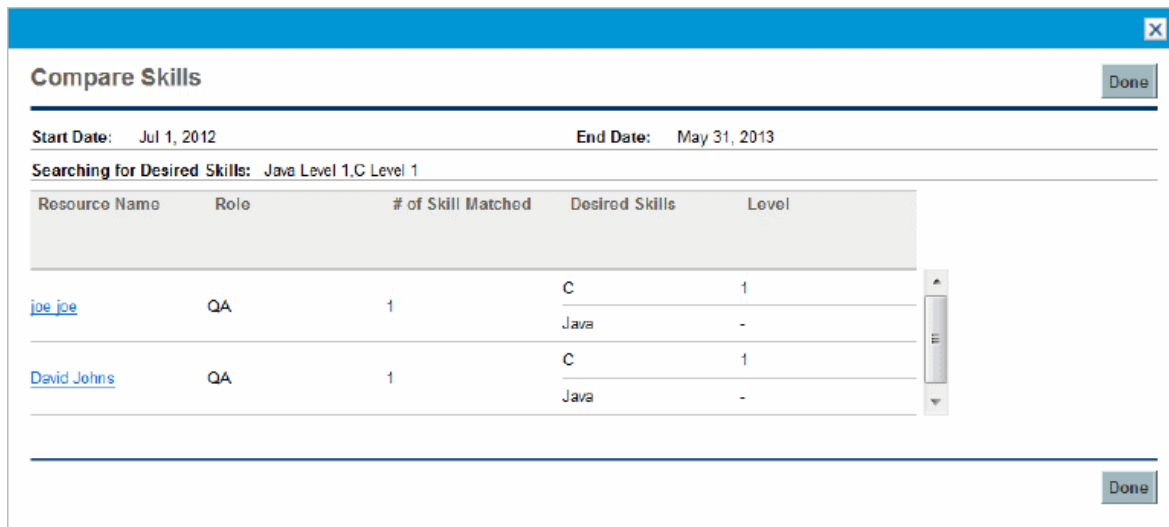 Compare Skills
Done
Start Date: Jul 1, 2012 End Date: May 31, 2013
Searching for Desired Skills: Java Level 1,C Level 1
Resource Name Role # of Skill Matched Desired Skills Level
joe joe QA 1 C 1
Java -
David Johns QA 1 C 1
Java -
Done